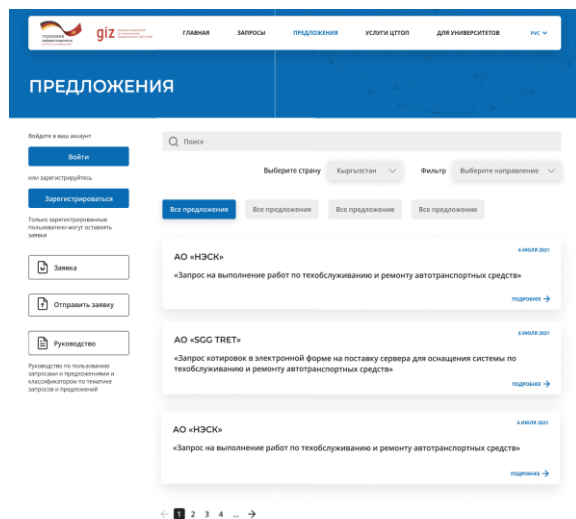 giz
ГЛАВНАЯ
ЗАПРОСЫ
ПРЕДЛОЖЕНИЯ
УСЛУГИ ЦТТОП
ДЛЯ УНИВЕРСИТЕТОВ
РУС
ПРЕДЛОЖЕНИЯ
Войдите в ваш аккаунт
Войти
или зарегистрируйтесь
Зарегистрироваться
Только зарегистрированные
пользователи могут оставлять
заявки
Заявка
Отправить заявку
Руководство
Руководство по пользованию
запросами и предложениями и
классификатором по тематике
запросов и предложений
Поиск
Выберите страну
Кыргызстан
Фильтр
Выберите направление
Все предложения
Все предложения
Все предложения
Все предложения
6 ИЮЛЯ 2021
АО «НЭСК»
«Запрос на выполнение работ по техобслуживанию и ремонту автотранспортных средств»
ПОДРОБНЕЕ →
6 ИЮЛЯ 2021
АО «SGG TRET»
«Запрос котировок в электронной форме на поставку сервера для оснащения системы по
техобслуживанию и ремонту автотранспортных средств»
ПОДРОБНЕЕ →
6 ИЮЛЯ 2021
АО «НЭСК»
«Запрос на выполнение работ по техобслуживанию и ремонту автотранспортных средств»
ПОДРОБНЕЕ →
← 1 2 3 4 ... →